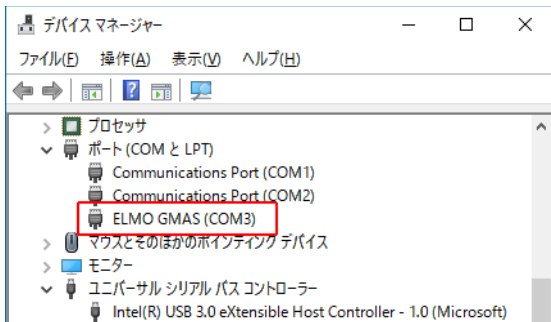 デバイス マネージャー
ファイル(F) 操作(A) 表示(V) ヘルプ(H)
プロセッサ
ポート (COM と LPT)
Communications Port (COM1)
Communications Port (COM2)
ELMO GMAS (COM3)
マウスとそのほかのポインティング デバイス
モニター
ユニバーサル シリアル バス コントローラー
Intel(R) USB 3.0 eXtensible Host Controller - 1.0 (Microsoft)